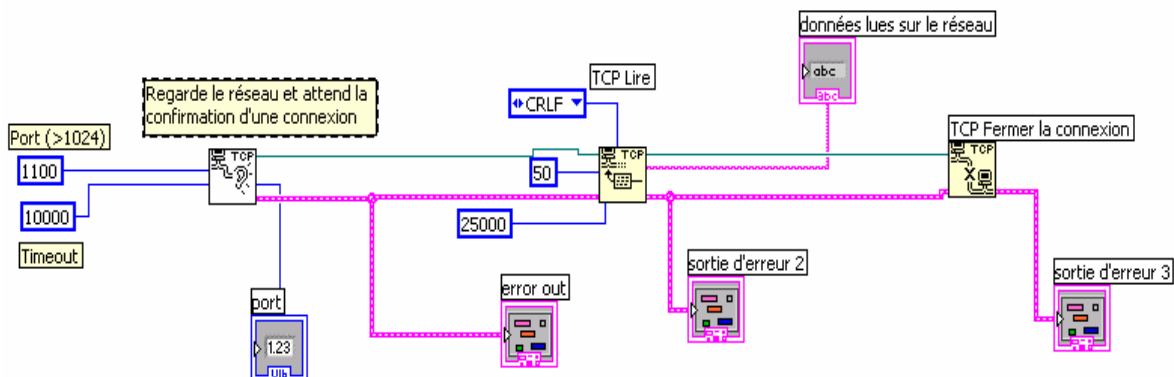 données lues sur le réseau
TCP Lire
Regarde le réseau et attend la
confirmation d'une connexion
CRLF
abc
abc
TCP Fermer la connexion
Port (>1024)
TCP
TCP
TCP
1100
50
10000
25000
Timeout
sortie d'erreur 2
sortie d'erreur 3
port
error out
1.23